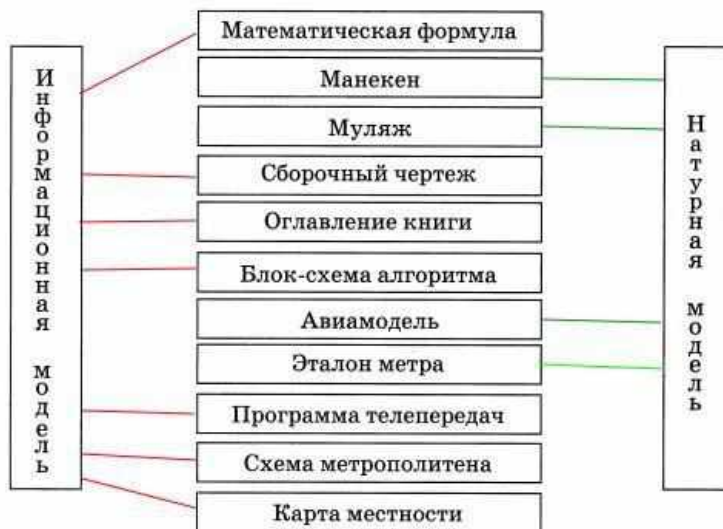 Информационная модель
Математическая формула
Манекен
Муляж
Сборочный чертеж
Оглавление книги
Блок-схема алгоритма
Авиамодель
Эталон метра
Программа телепередач
Схема метрополитена
Карта местности
Натурная модель